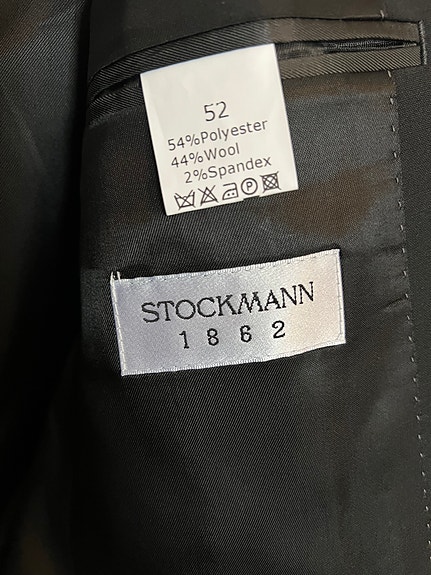 52
54%Polyester
44%Wool
2%Spandex
P
STOCKMANN
1862